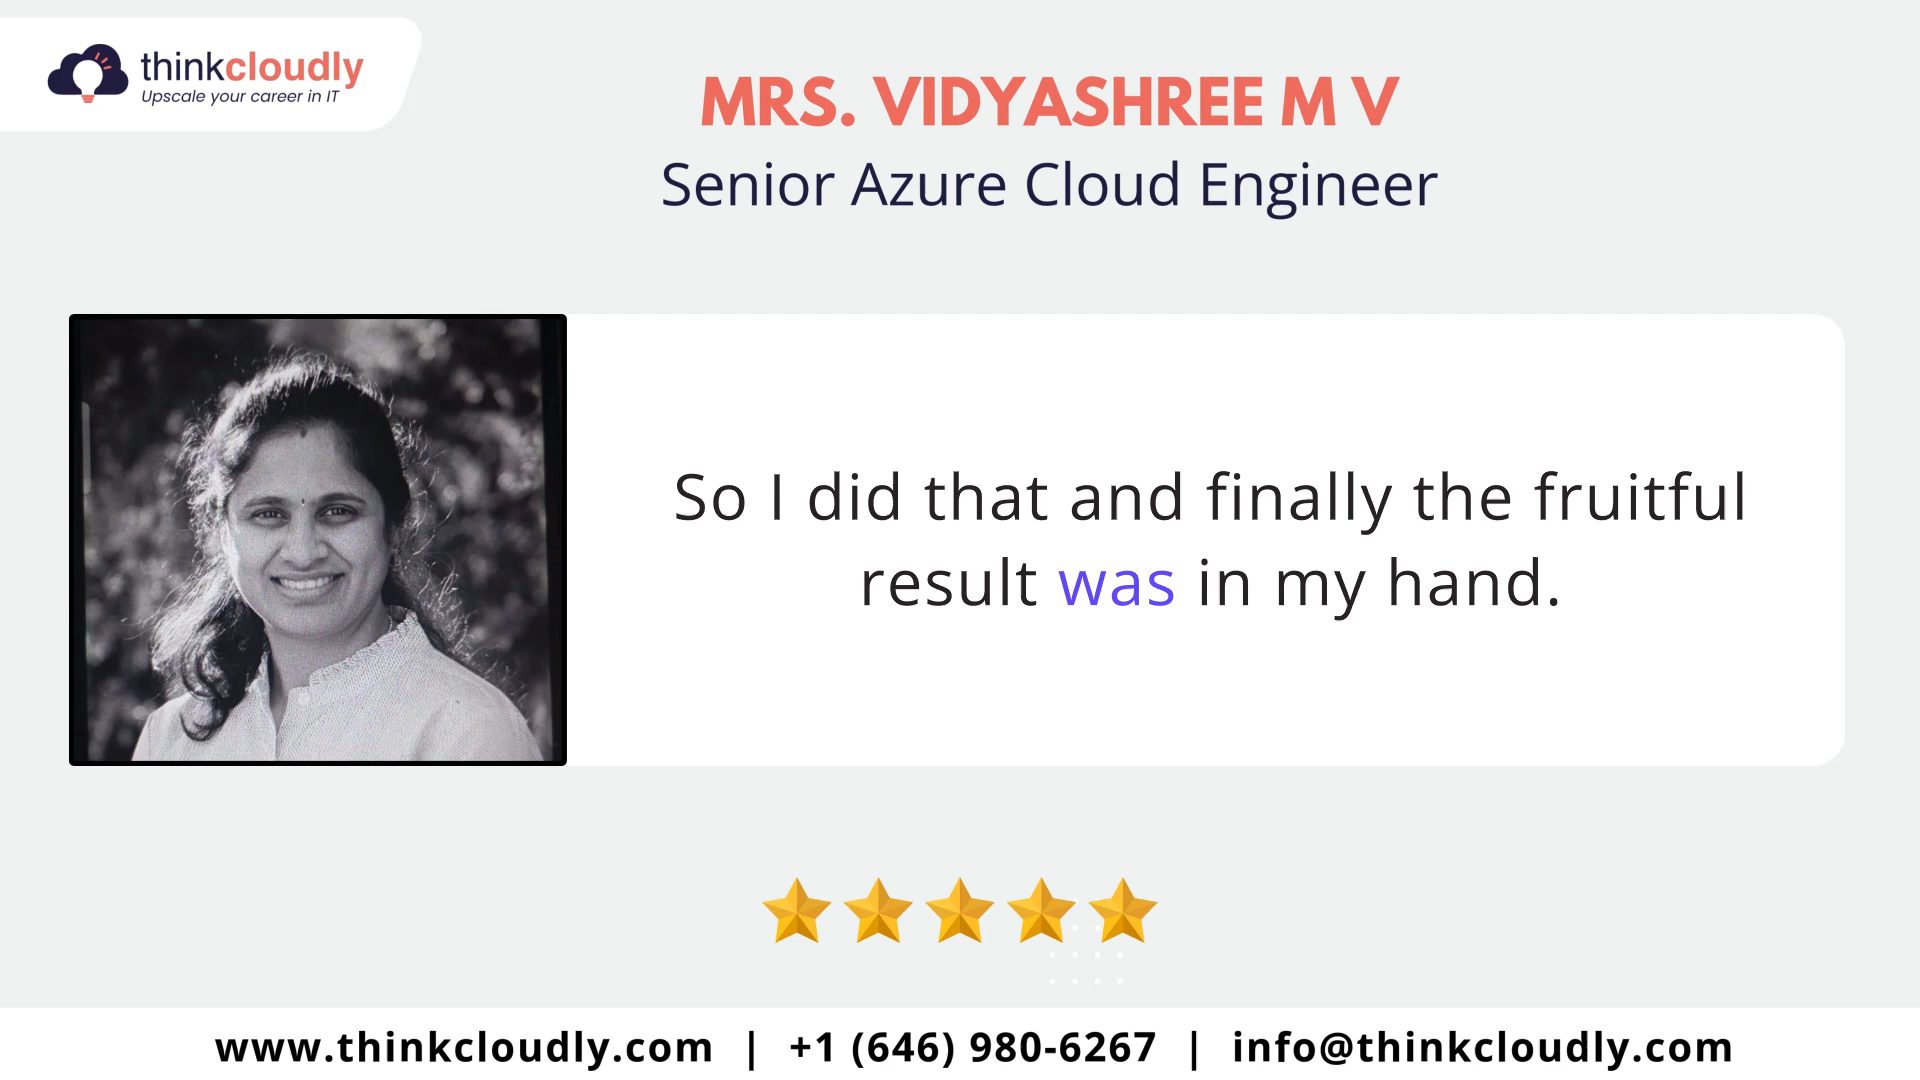 thinkcloudly
Upscale your career in IT
MRS. VIDYASHREE M V
Senior Azure Cloud Engineer
So I did that and finally the fruitful
result was in my hand.
www.thinkcloudly.com | +1 (646) 980-6267 | info@thinkcloudly.com